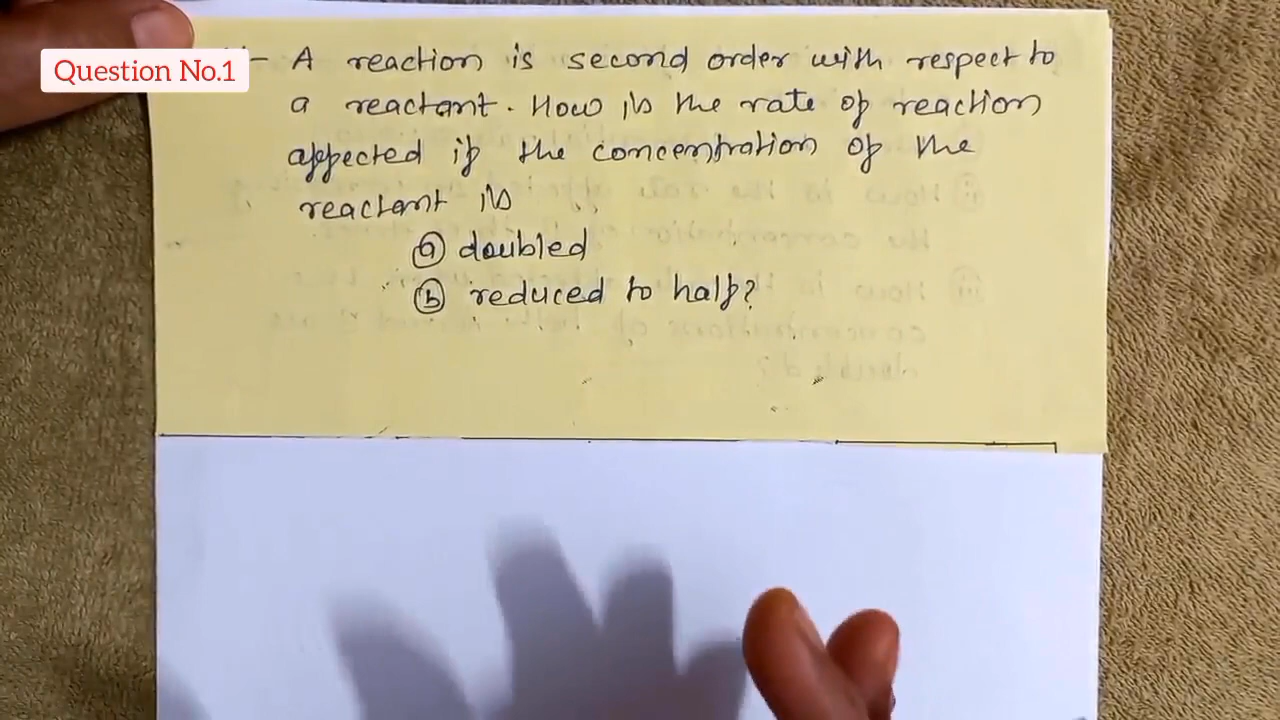 Question No.1
A reaction is second order with respect to
a reactant. How is the rate of reaction
affected if the concentration of the
reactant is
(a) doubled
(b) reduced to half?